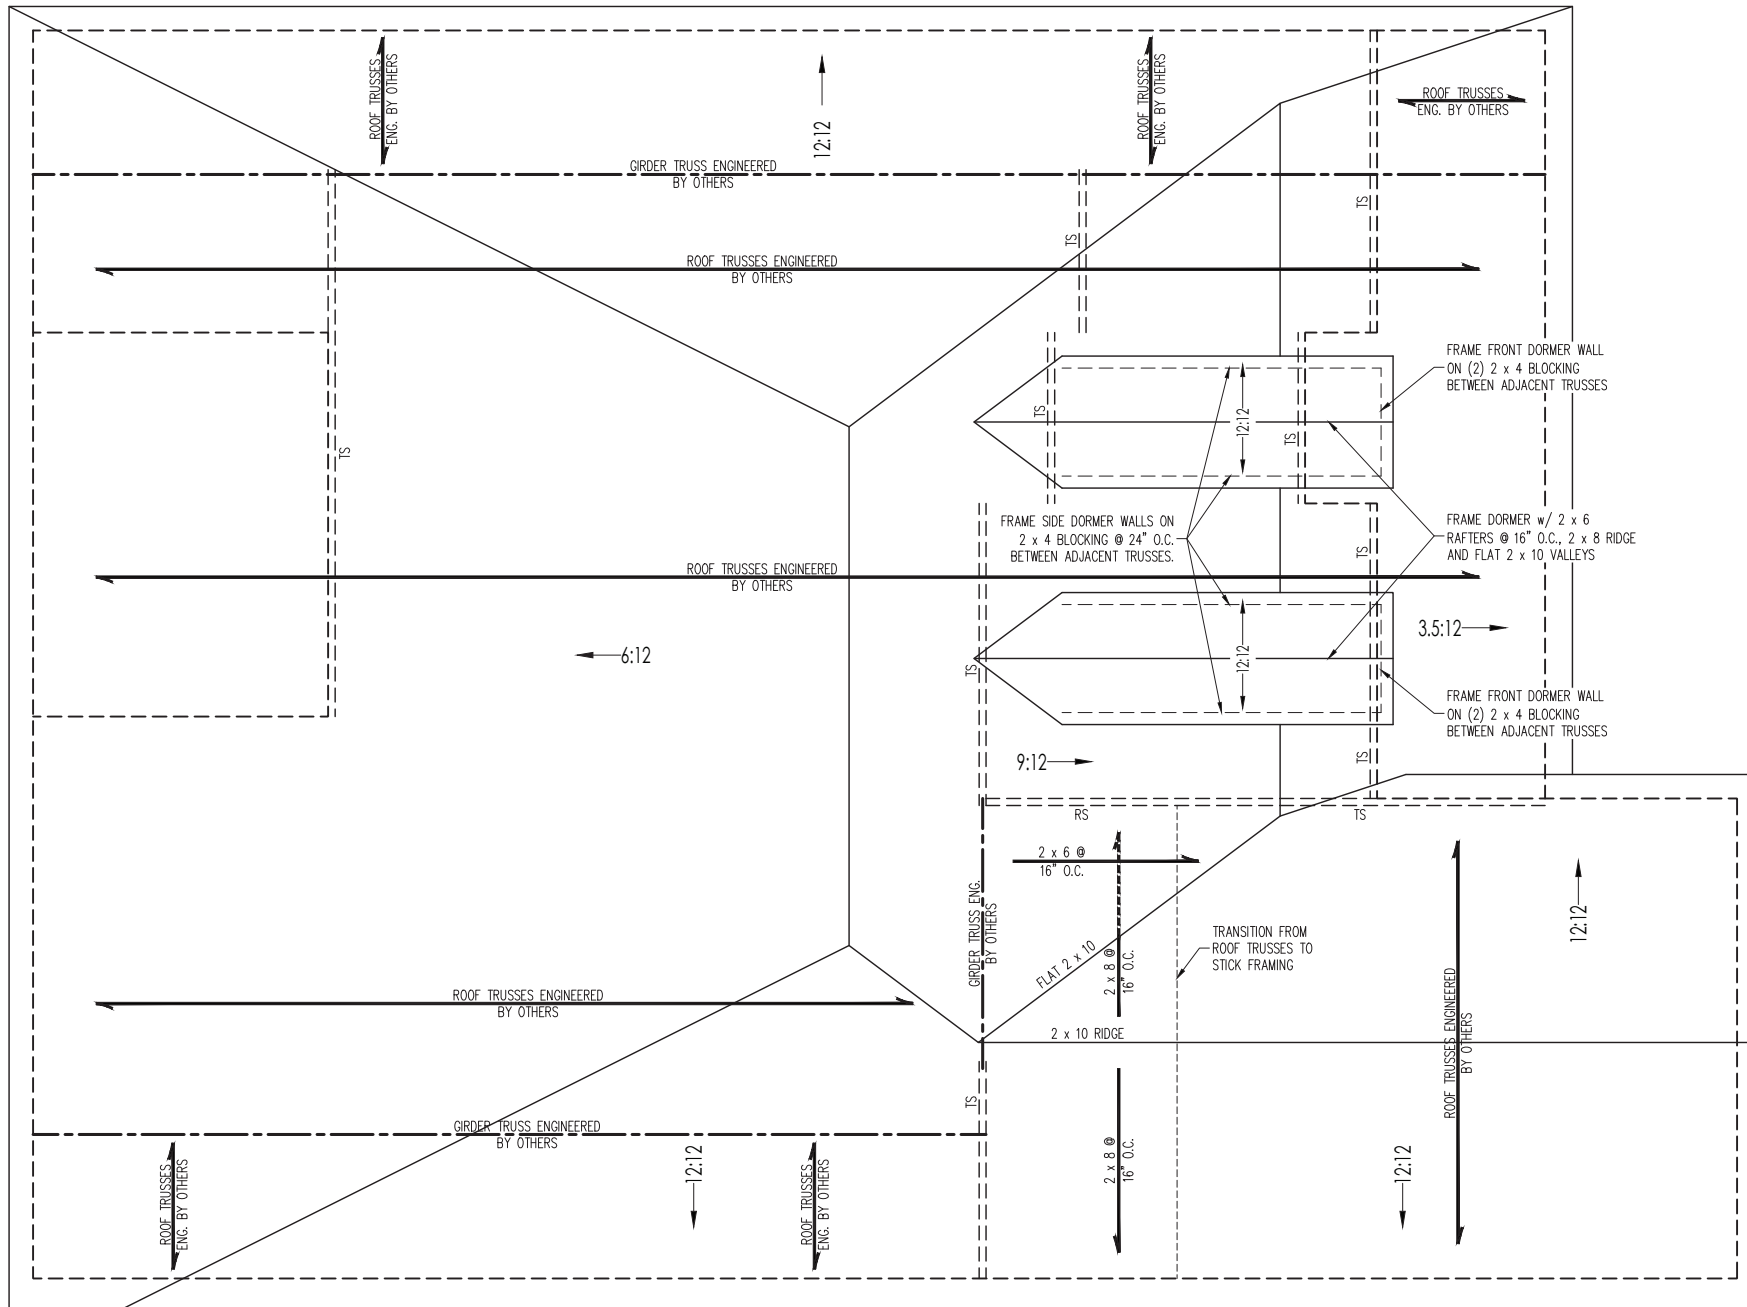 ROOF TRUSSES
ENG. BY OTHERS
12:12
ROOF TRUSSES
ENG. BY OTHERS
ROOF TRUSSES
ENG. BY OTHERS
GIRDER TRUSS ENGINEERED
BY OTHERS
TS
TS
ROOF TRUSSES ENGINEERED
BY OTHERS
FRAME FRONT DORMER WALL
ON (2) 2 x 4 BLOCKING
BETWEEN ADJACENT TRUSSES
TS
12:12
TS
TS
FRAME SIDE DORMER WALLS ON
2 x 4 BLOCKING @ 24" O.C.
BETWEEN ADJACENT TRUSSES.
FRAME DORMER w/ 2 x 6
RAFTERS @ 16" O.C., 2 x 8 RIDGE
AND FLAT 2 x 10 VALLEYS
TS
ROOF TRUSSES ENGINEERED
BY OTHERS
6:12
12:12
3.5:12
TS
FRAME FRONT DORMER WALL
ON (2) 2 x 4 BLOCKING
BETWEEN ADJACENT TRUSSES
9:12
TS
RS
TS
2 x 6 @
16" O.C.
GIRDER TRUSS ENG.
BY OTHERS
FLAT 2 x 10
2 x 8 @
16" O.C.
TRANSITION FROM
ROOF TRUSSES TO
STICK FRAMING
12:12
ROOF TRUSSES ENGINEERED
BY OTHERS
2 x 10 RIDGE
ROOF TRUSSES ENGINEERED
BY OTHERS
TS
GIRDER TRUSS ENGINEERED
BY OTHERS
ROOF TRUSSES
ENG. BY OTHERS
12:12
ROOF TRUSSES
ENG. BY OTHERS
2 x 8 @
16" O.C.
12:12